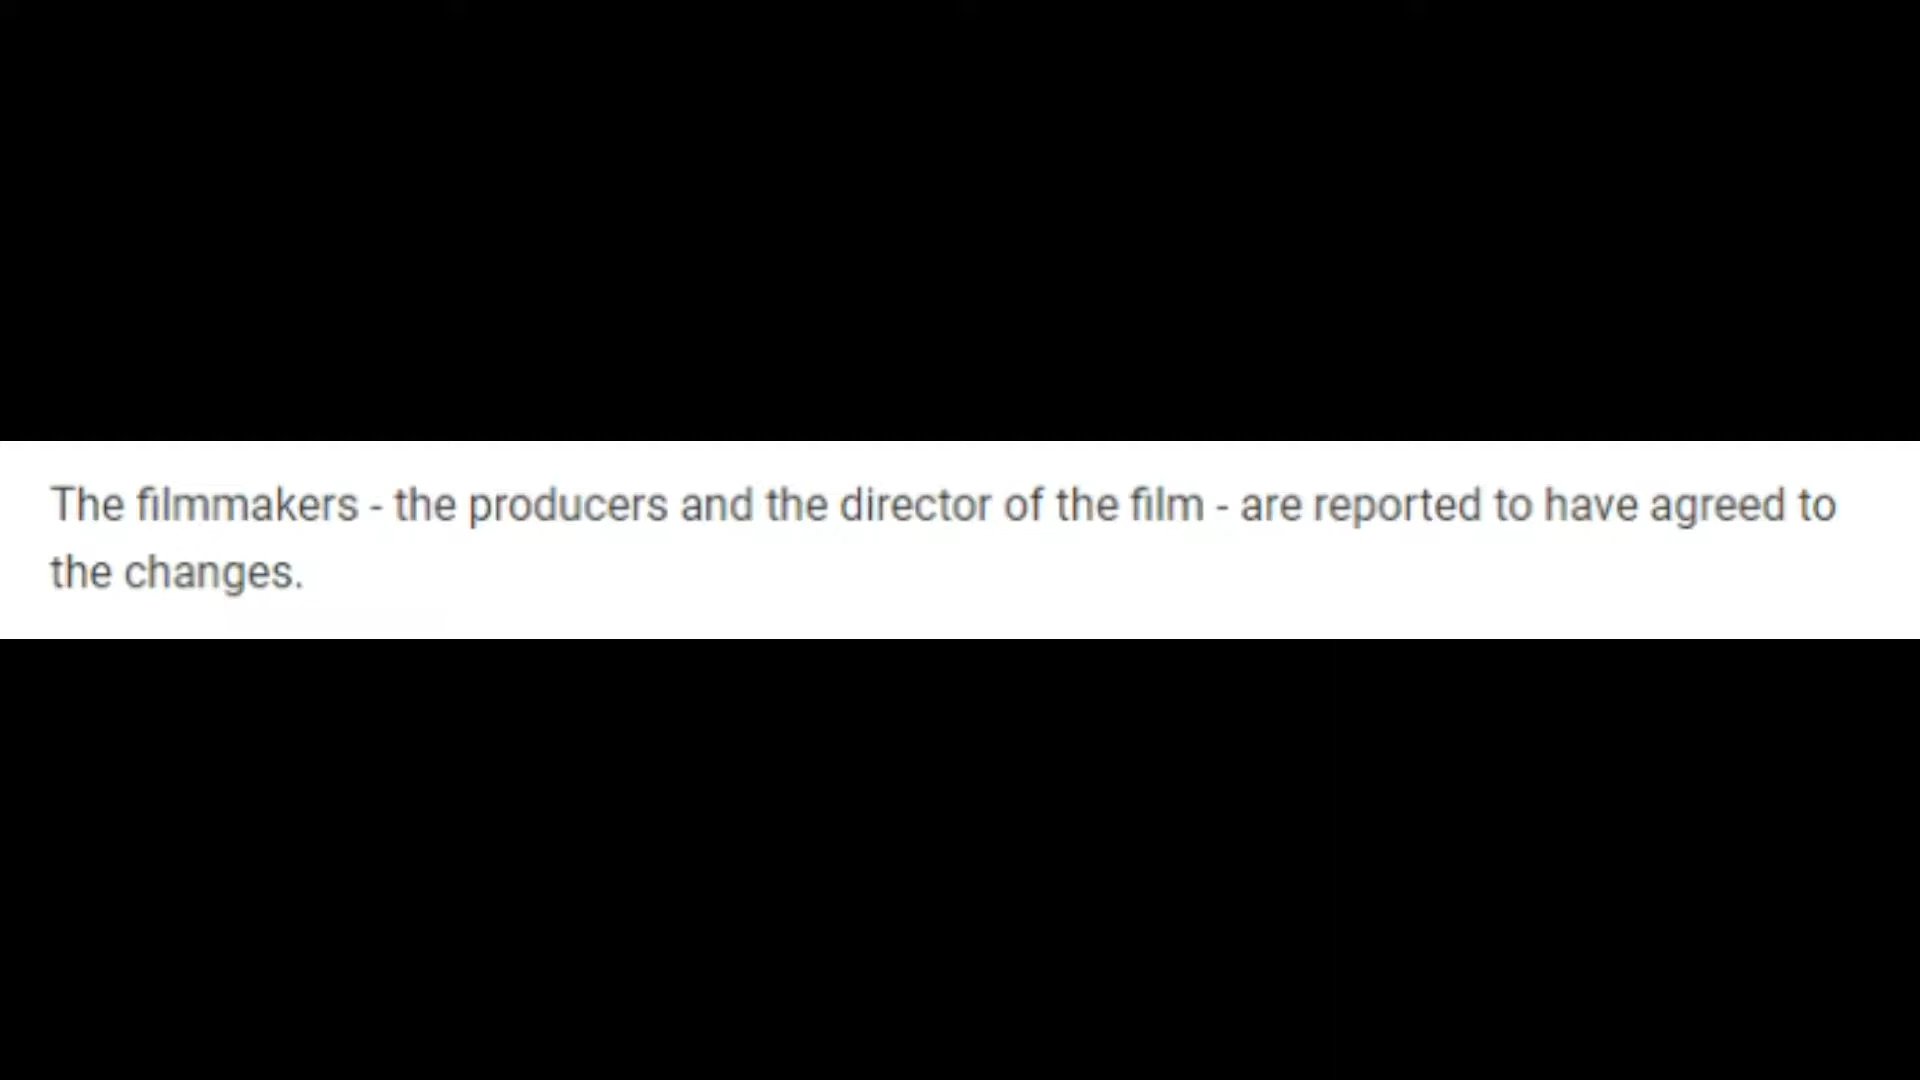 The filmmakers - the producers and the director of the film - are reported to have agreed to
the changes.